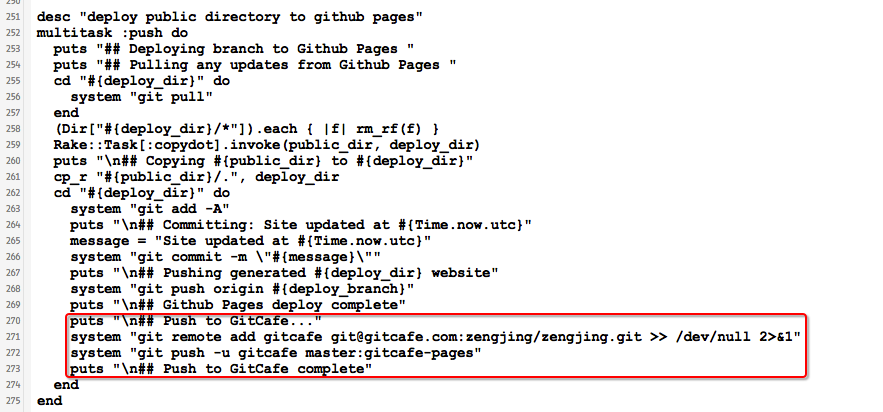 251 desc "deploy public directory to github pages"
252 multitask :push do
253   puts "## Deploying branch to Github Pages "
254   puts "## Pulling any updates from Github Pages "
255   cd "#{deploy_dir}" do
256     system "git pull"
257   end
258   (Dir["#{deploy_dir}/*"]).each { |f| rm_rf(f) }
259   Rake::Task[:copydot].invoke(public_dir, deploy_dir)
260   puts "\n## Copying #{public_dir} to #{deploy_dir}"
261   cp_r "#{public_dir}/.", deploy_dir
262   cd "#{deploy_dir}" do
263     system "git add -A"
264     puts "\n## Committing: Site updated at #{Time.now.utc}"
265     message = "Site updated at #{Time.now.utc}"
266     system "git commit -m \"#{message}\""
267     puts "\n## Pushing generated #{deploy_dir} website"
268     system "git push origin #{deploy_branch}"
269     puts "\n## Github Pages deploy complete"
270     puts "\n## Push to GitCafe..."
271     system "git remote add gitcafe git@gitcafe.com:zengjing/zengjing.git >> /dev/null 2>&1"
272     system "git push -u gitcafe master:gitcafe-pages"
273     puts "\n## Push to GitCafe complete"
274   end
275 end